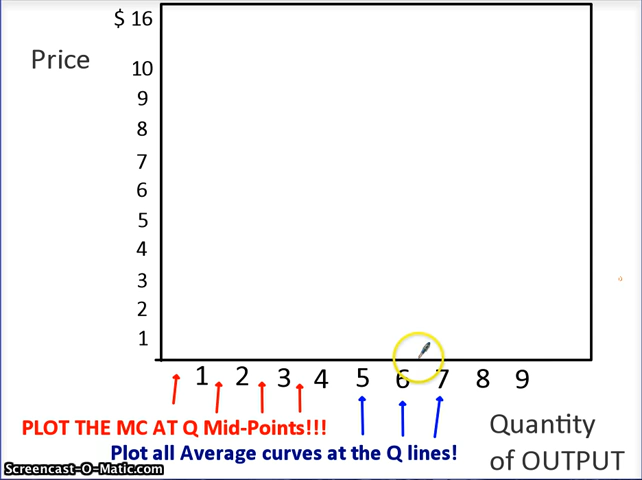 $ 16
Price
10
9
8
7
6
5
4
3
2
1
1 2 3 4 5 6 7 8 9
PLOT THE MC AT Q Mid-Points!!!
Plot all Average curves at the Q lines!
Quantity
of OUTPUT
Screencast-O-Matic.com